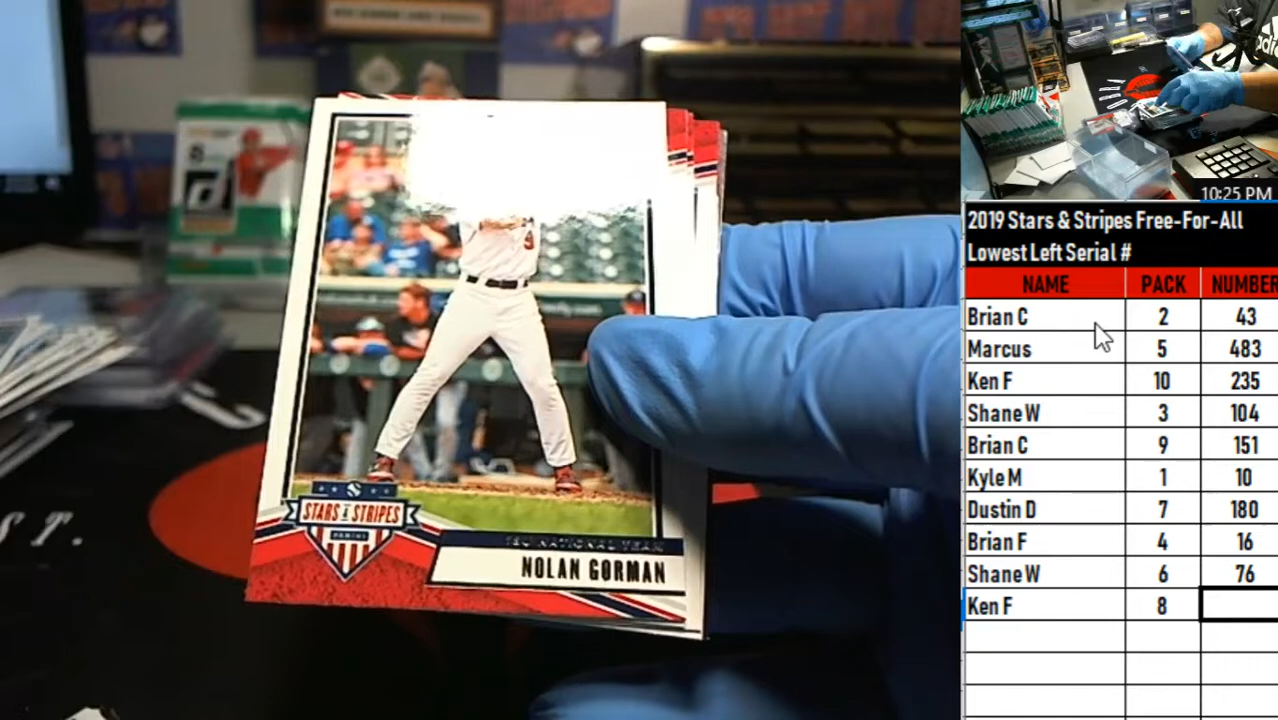 10:25 PM
2019 Stars & Stripes Free-For-All
Lowest Left Serial #
NAME PACK NUMBER
Brian C 2 43
Marcus 5 483
Ken F 10 235
Shane W 3 104
Brian C 9 151
Kyle M 1 10
Dustin D 7 180
Brian F 4 16
Shane W 6 76
Ken F 8
STARS & STRIPES
PANINI
NATIONAL TEAM
NOLAN GORMAN
ST.